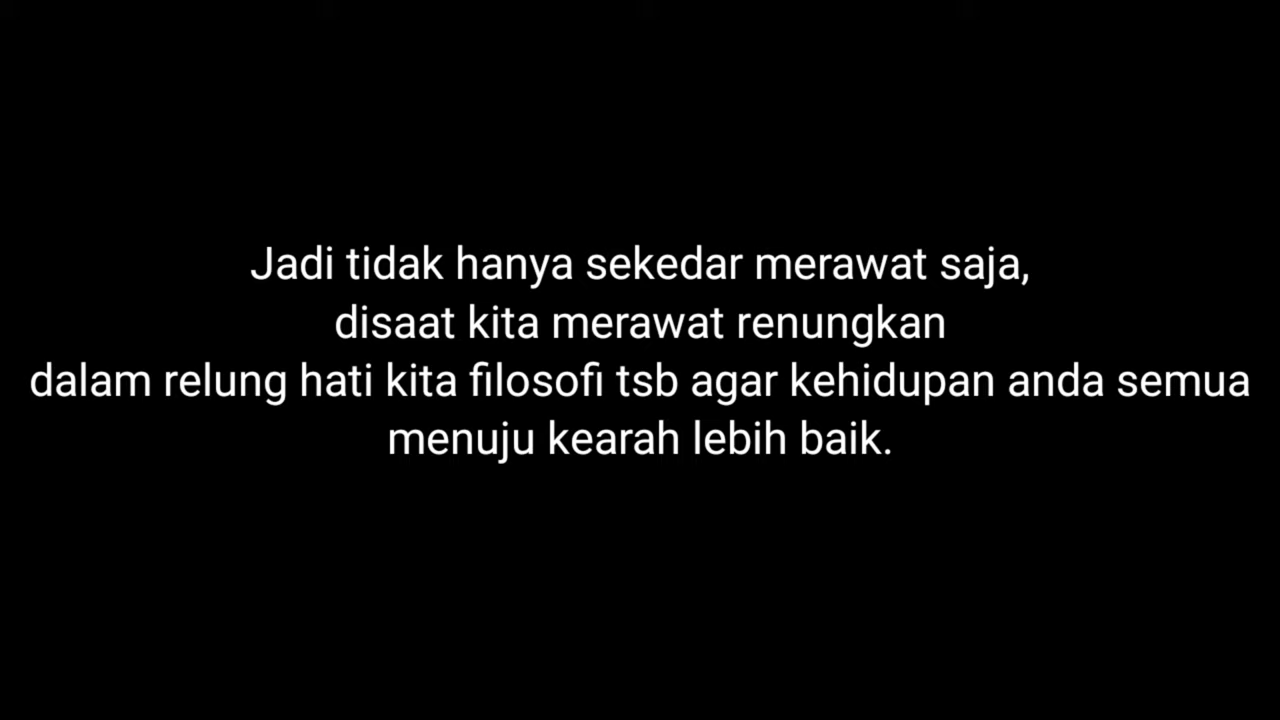 Jadi tidak hanya sekedar merawat saja,
disaat kita merawat renungkan
dalam relung hati kita filosofi tsb agar kehidupan anda semua
menuju kearah lebih baik.